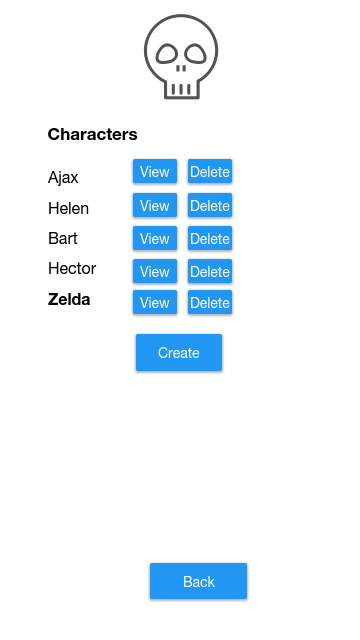 Characters
Ajax View Delete
Helen View Delete
Bart View Delete
Hector View Delete
Zelda View Delete
Create
Back